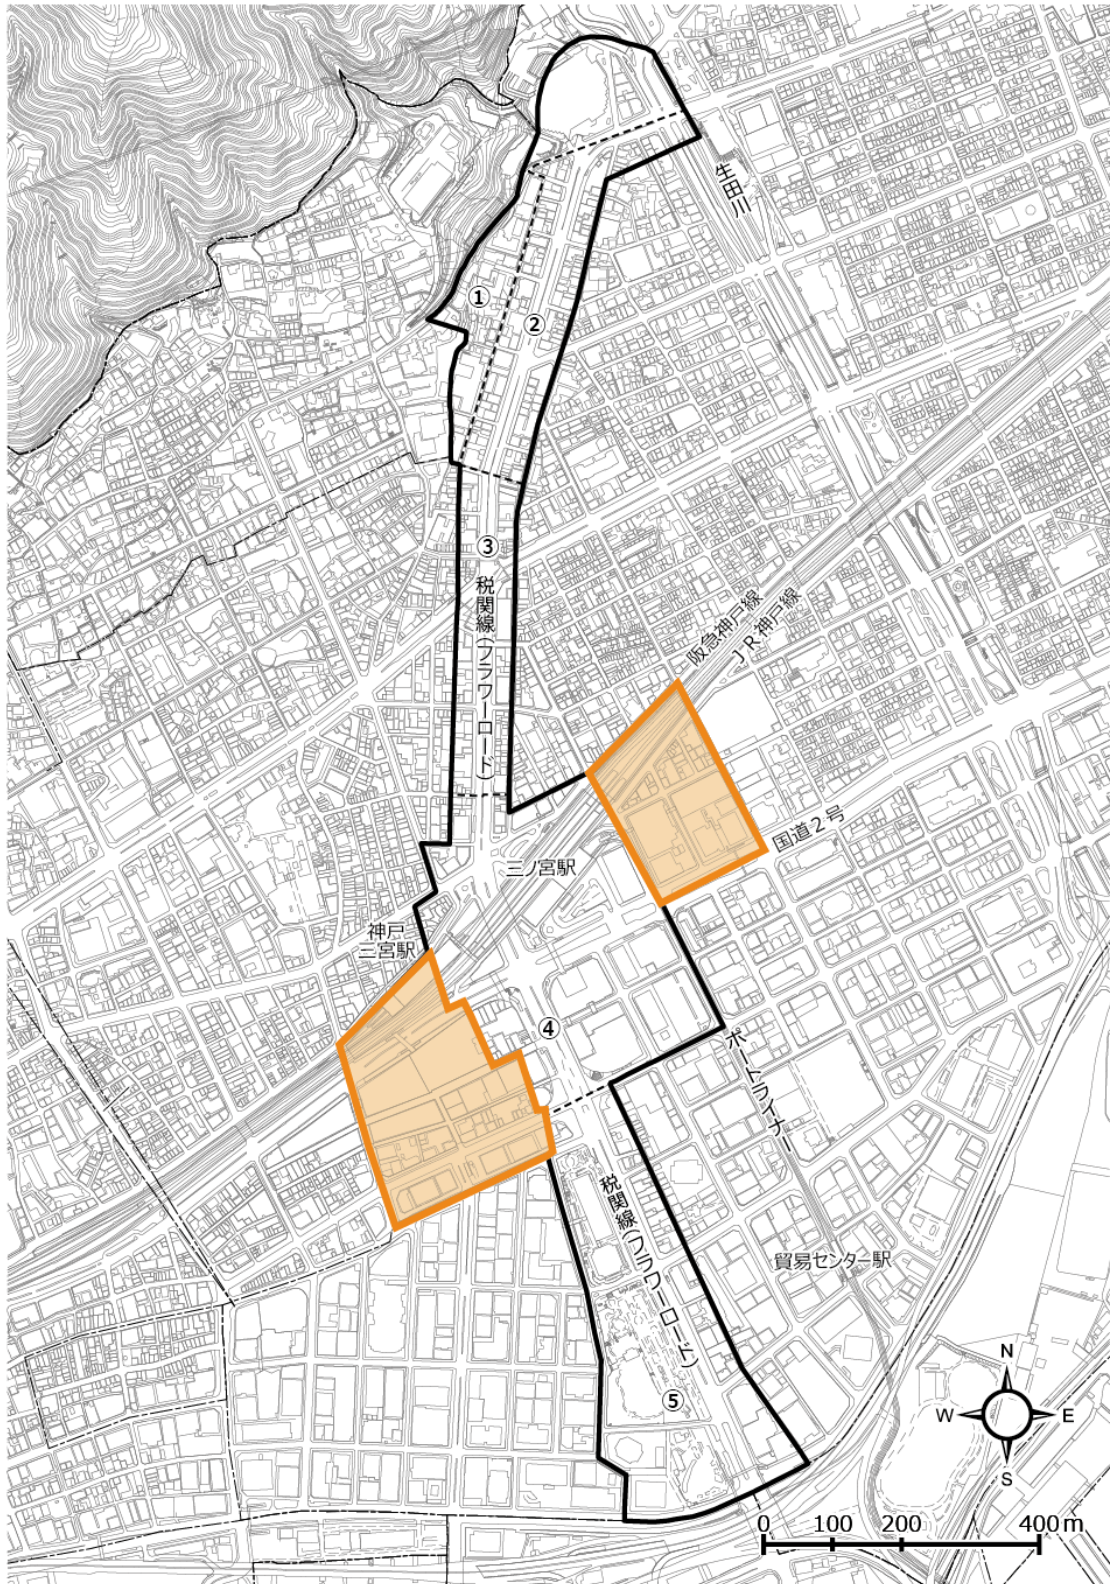 生田川
①
②
③
税関線(フラワーロード)
阪急神戸線
JR神戸線
国道2号
三ノ宮駅
神戸
三宮駅
④
ポートライナー
税関線(フラワーロード)
貿易センター駅
⑤
N
W
E
S
0 100 200 400m